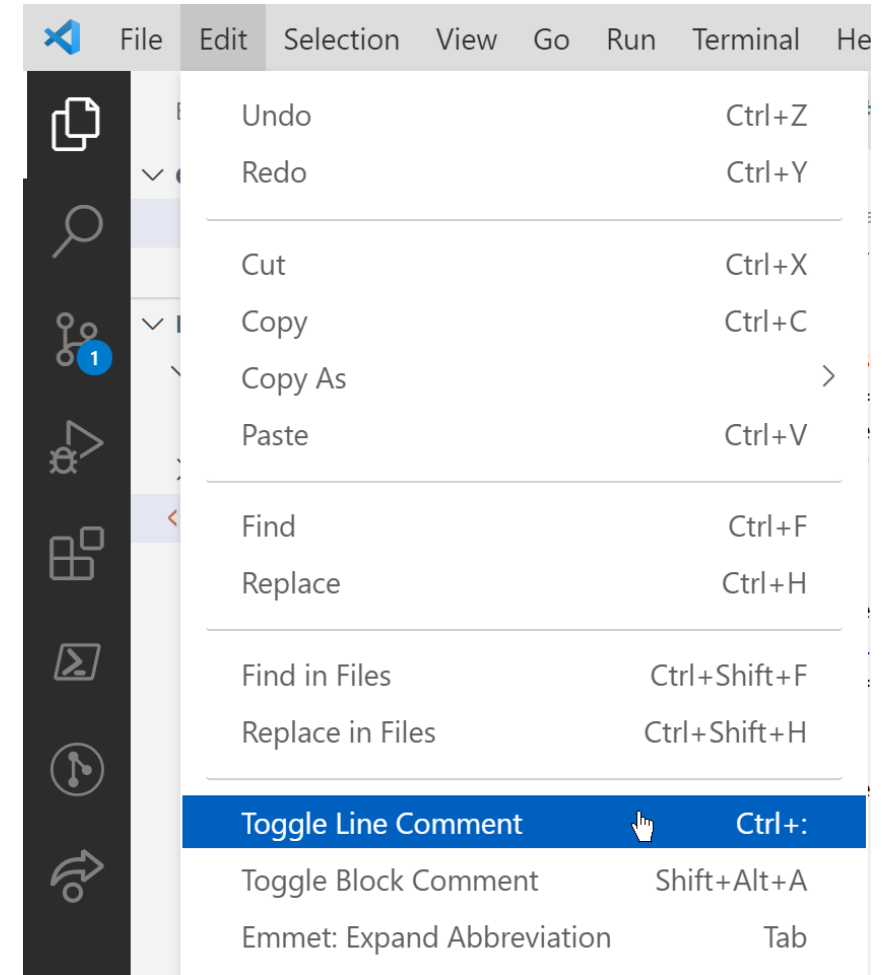 File Edit Selection View Go Run Terminal He
Undo Ctrl+Z
Redo Ctrl+Y
Cut Ctrl+X
Copy Ctrl+C
Copy As
Paste Ctrl+V
Find Ctrl+F
Replace Ctrl+H
Find in Files Ctrl+Shift+F
Replace in Files Ctrl+Shift+H
1
Toggle Line Comment Ctrl+:
Toggle Block Comment Shift+Alt+A
Emmet: Expand Abbreviation Tab